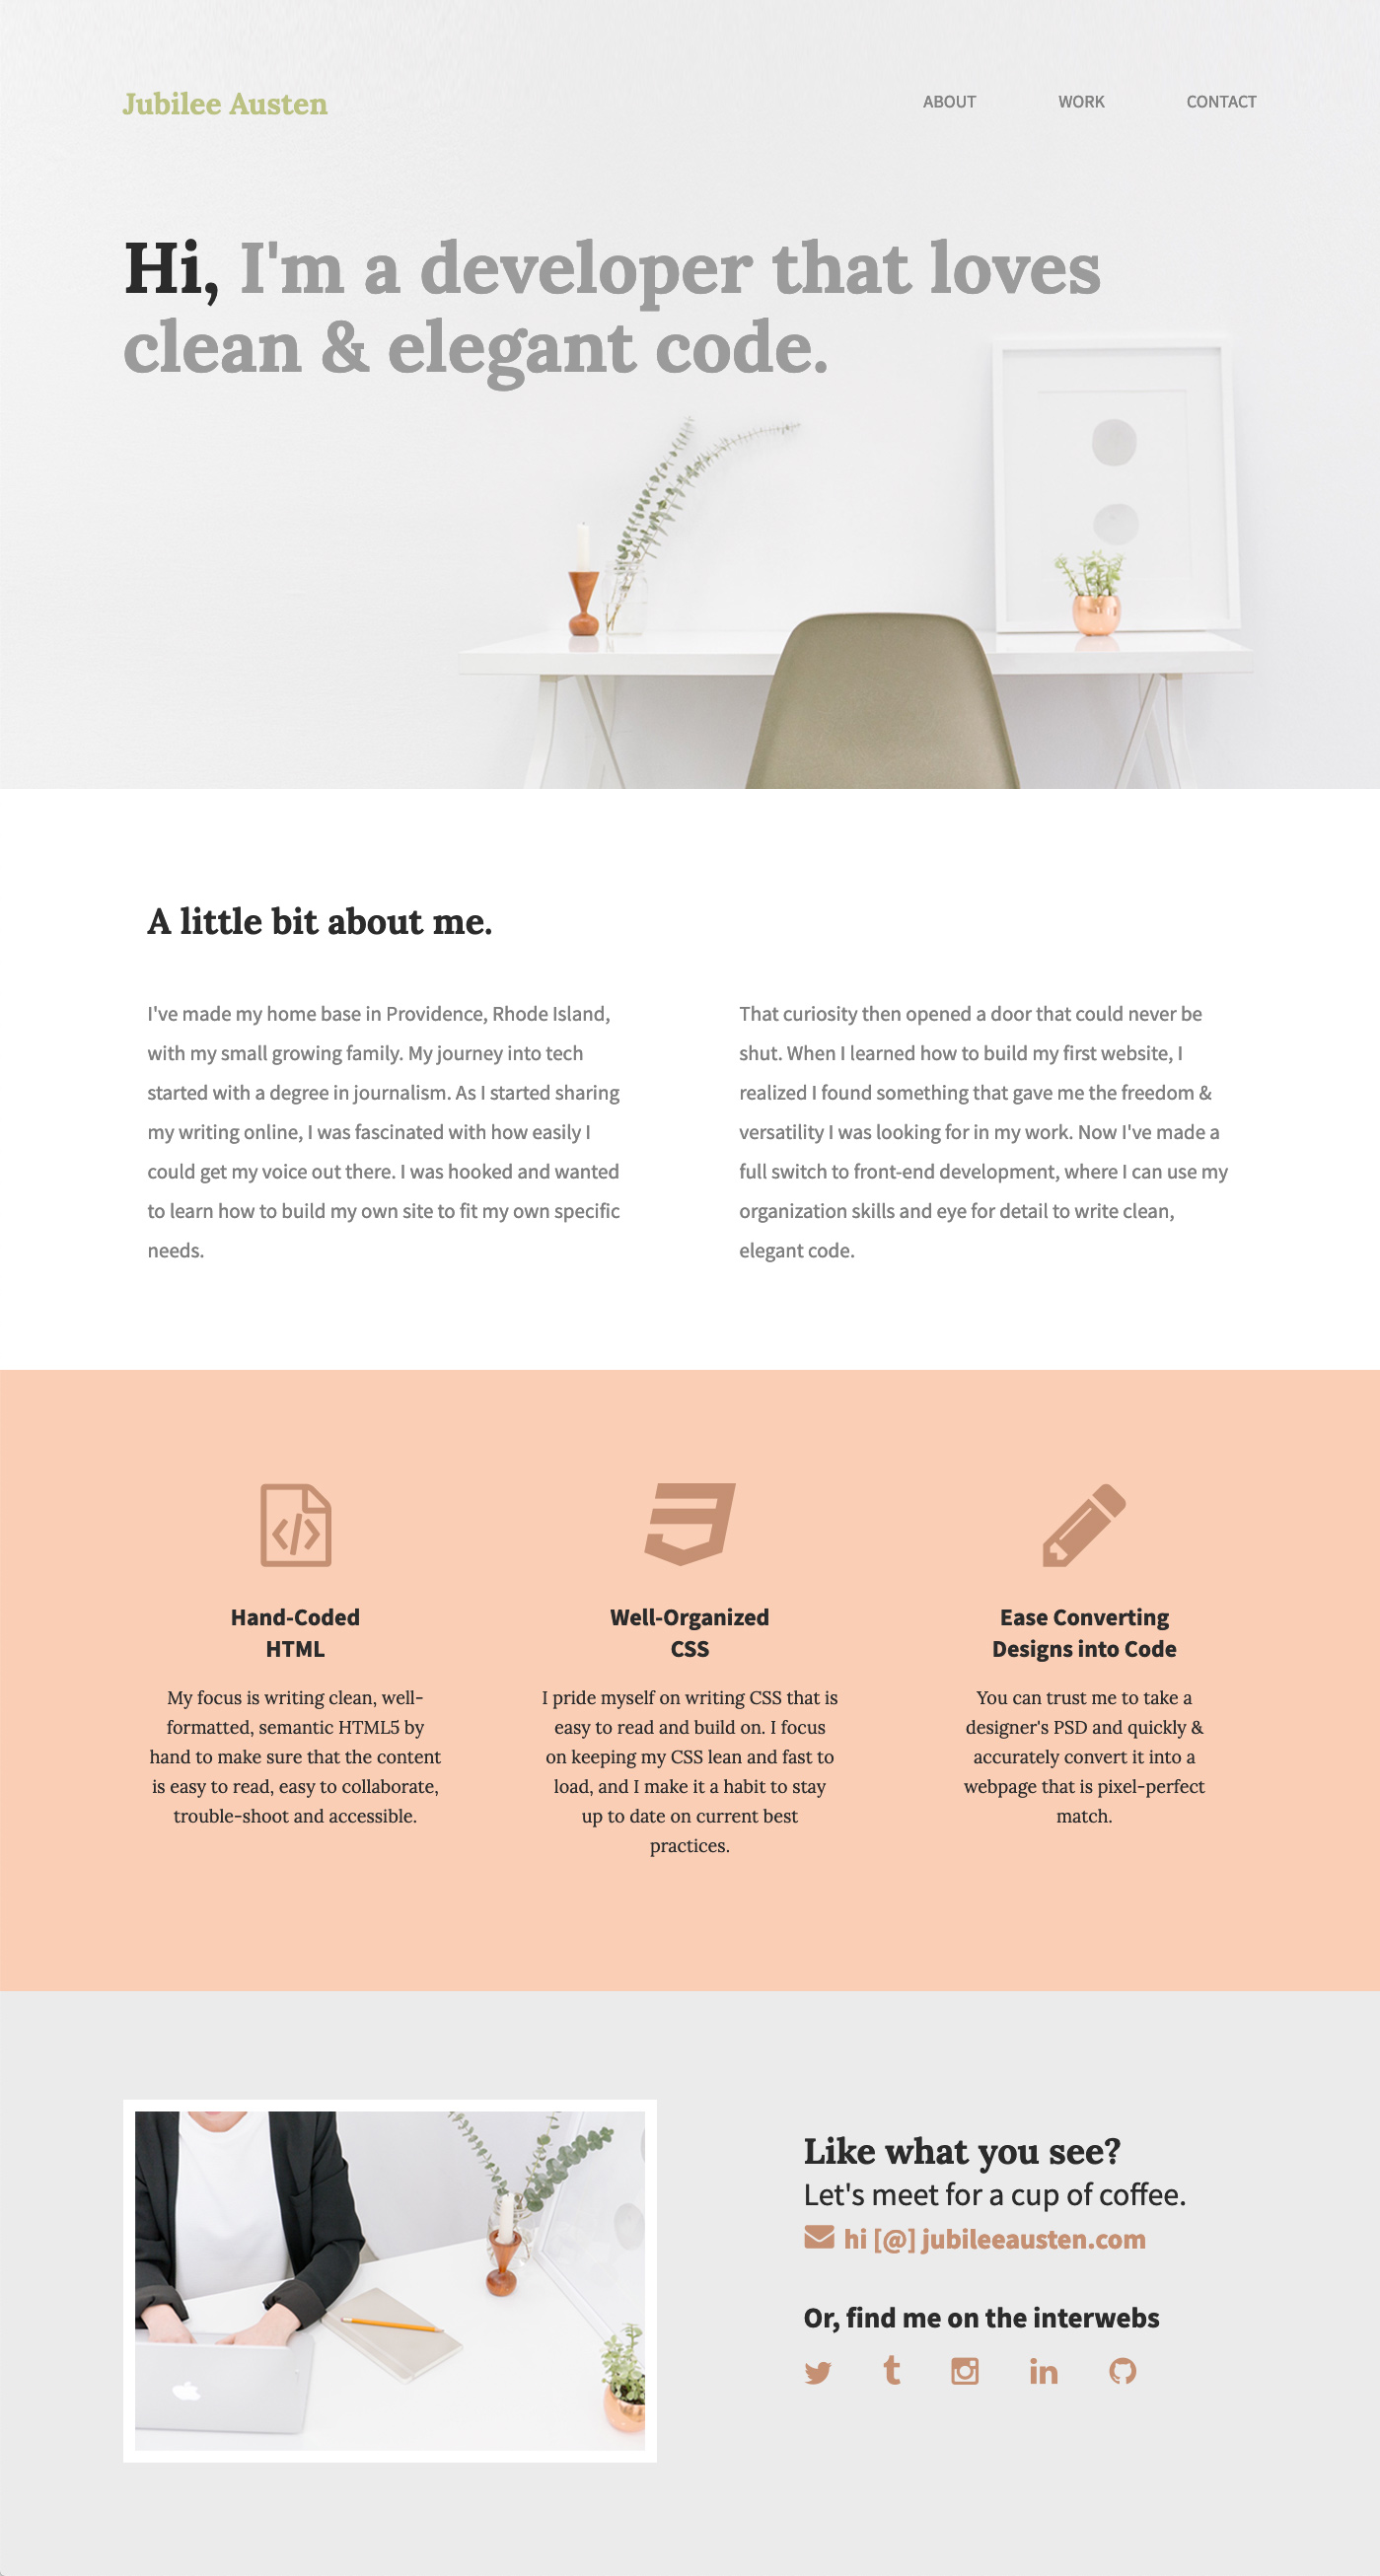 Jubilee Austen
ABOUT WORK CONTACT
Hi, I'm a developer that loves
clean & elegant code.
A little bit about me.
I've made my home base in Providence, Rhode Island,
with my small growing family. My journey into tech
started with a degree in journalism. As I started sharing
my writing online, I was fascinated with how easily I
could get my voice out there. I was hooked and wanted
to learn how to build my own site to fit my own specific
needs.
That curiosity then opened a door that could never be
shut. When I learned how to build my first website, I
realized I found something that gave me the freedom &
versatility I was looking for in my work. Now I've made a
full switch to front-end development, where I can use my
organization skills and eye for detail to write clean,
elegant code.
Hand-Coded
HTML
My focus is writing clean, well-
formatted, semantic HTML5 by
hand to make sure that the content
is easy to read, easy to collaborate,
trouble-shoot and accessible.
Well-Organized
CSS
I pride myself on writing CSS that is
easy to read and build on. I focus
on keeping my CSS lean and fast to
load, and I make it a habit to stay
up to date on current best
practices.
Ease Converting
Designs into Code
You can trust me to take a
designer's PSD and quickly &
accurately convert it into a
webpage that is pixel-perfect
match.
Like what you see?
Let's meet for a cup of coffee.
hi [@] jubileeausten.com
Or, find me on the interwebs